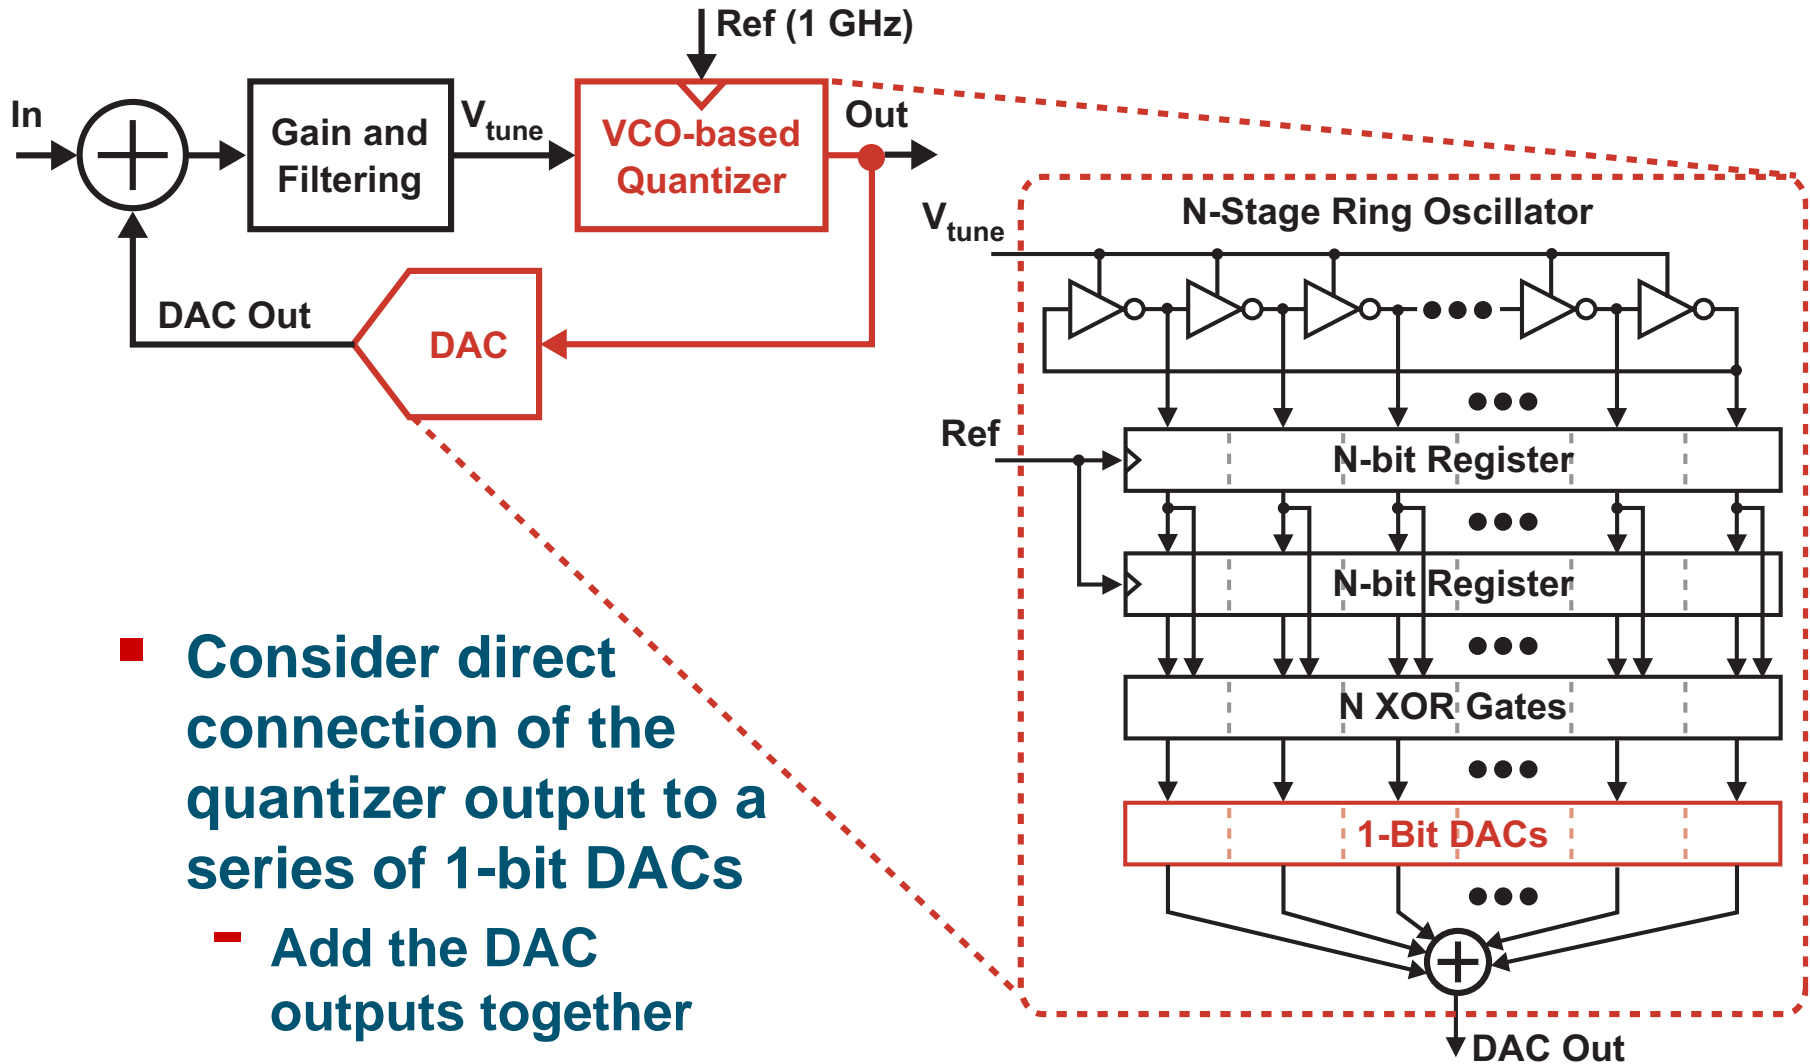 Ref (1 GHz)
In
Gain and
Filtering
Vtune
VCO-based
Quantizer
Out
DAC Out
DAC
N-Stage Ring Oscillator
Vtune
Ref
N-bit Register
N-bit Register
N XOR Gates
1-Bit DACs
DAC Out
Consider direct
connection of the
quantizer output to a
series of 1-bit DACs
Add the DAC
outputs together